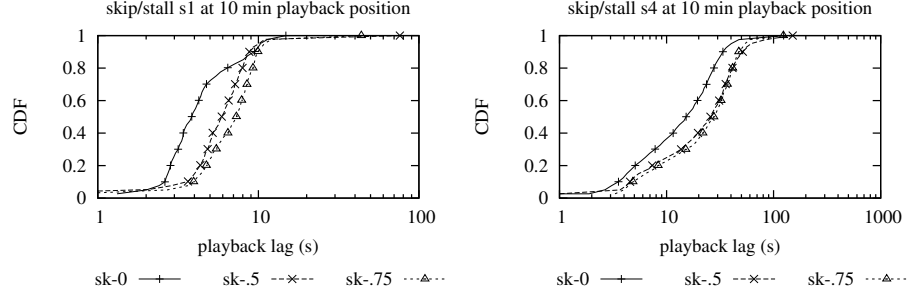 skip/stall s1 at 10 min playback position
1
0.8
0.6
0.4
0.2
0
CDF
1 10 100
playback lag (s)
sk-0 sk-.5 sk-.75
skip/stall s4 at 10 min playback position
1
0.8
0.6
0.4
0.2
0
CDF
1 10 100 1000
playback lag (s)
sk-0 sk-.5 sk-.75